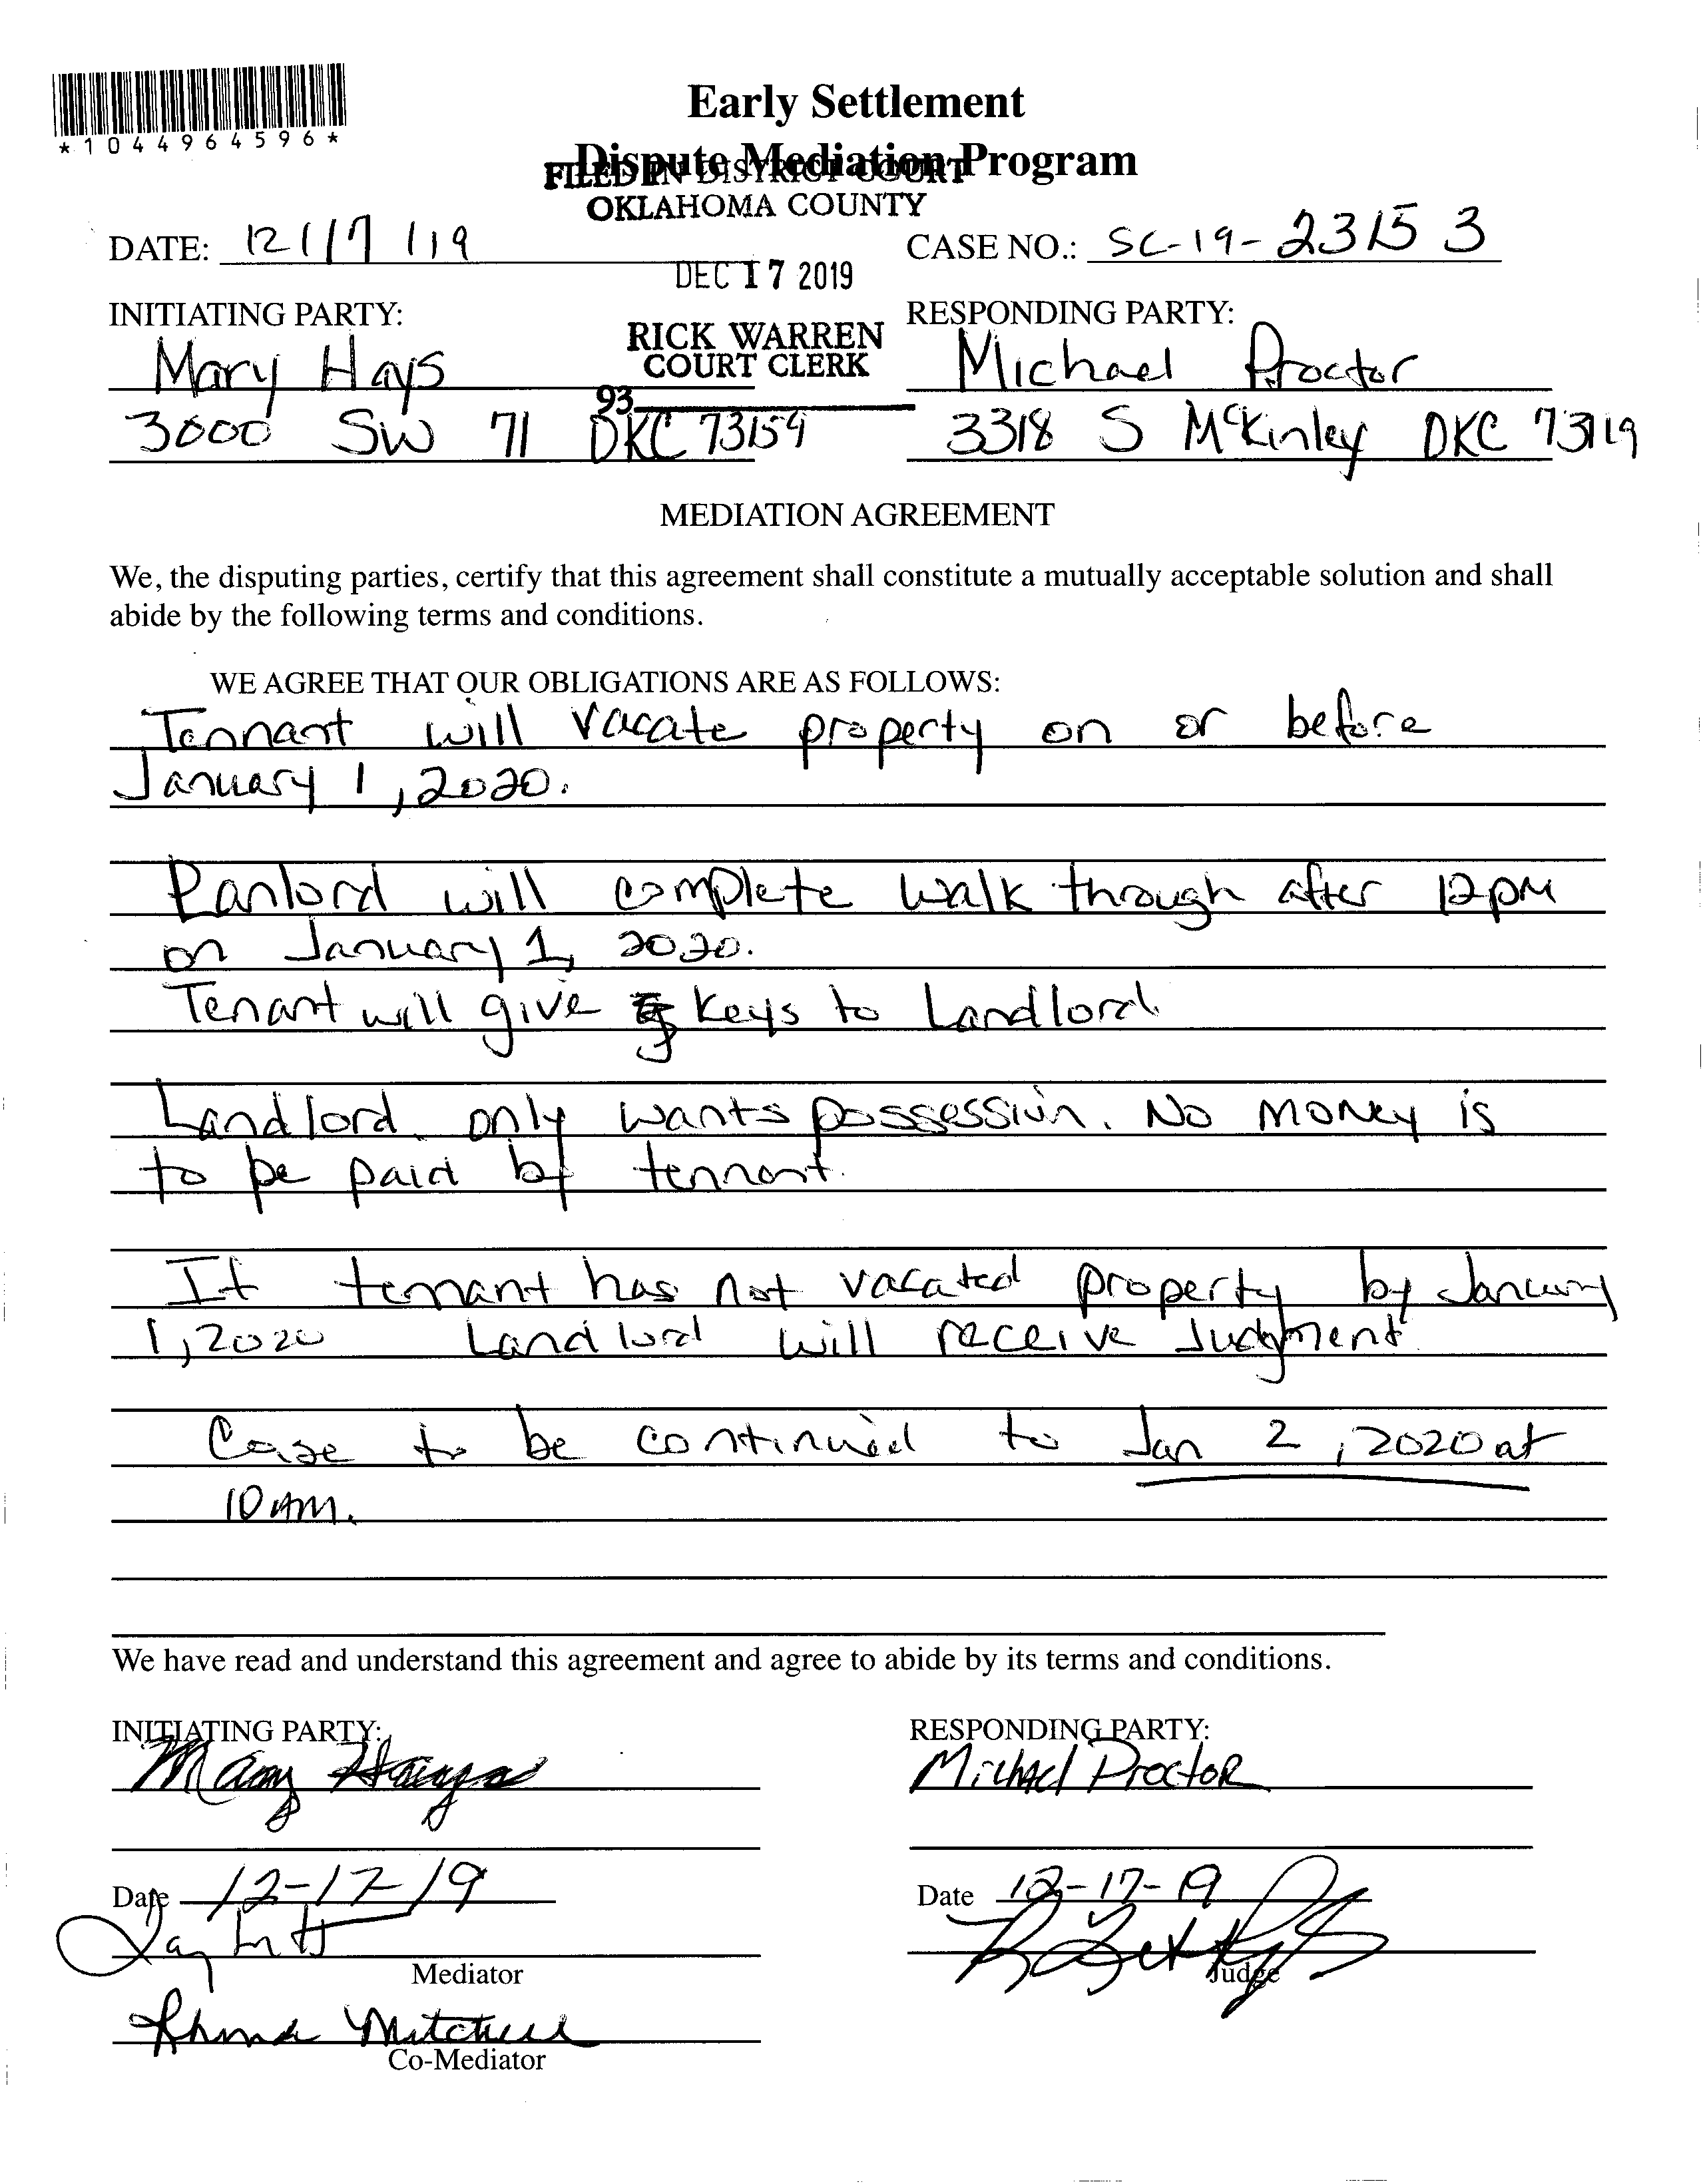 *1044964596*
Early Settlement
Dispute Mediation Program
FILED IN DISTRICT COURT
OKLAHOMA COUNTY
DATE: 12/17/19
CASE NO.: SC-19-23153
DEC 17 2019
INITIATING PARTY:
RESPONDING PARTY:
RICK WARREN
COURT CLERK
Mary Hays
Michael Proctor
93
3000 SW 71 OKC 73159
3318 S McKinley OKC 73119
MEDIATION AGREEMENT
We, the disputing parties, certify that this agreement shall constitute a mutually acceptable solution and shall
abide by the following terms and conditions.
WE AGREE THAT OUR OBLIGATIONS ARE AS FOLLOWS:
Tennant will vacate property on or before
January 1, 2020.
Lanlord will complete walk through after 12pm
on January 1, 2020.
Tenant will give keys to Landlord
Landlord only wants possession. No money is
to be paid by tennant.
If tennant has not vacated property by January
1, 2020 Landlord will receive Judgment
Case to be continued to Jan 2, 2020 at
10 AM.
We have read and understand this agreement and agree to abide by its terms and conditions.
INITIATING PARTY:
RESPONDING PARTY:
Mary Hays
Michael Proctor
Date 12-17-19
Date 12-17-19
Mediator
Judge
Rhonda Mitchell
Co-Mediator